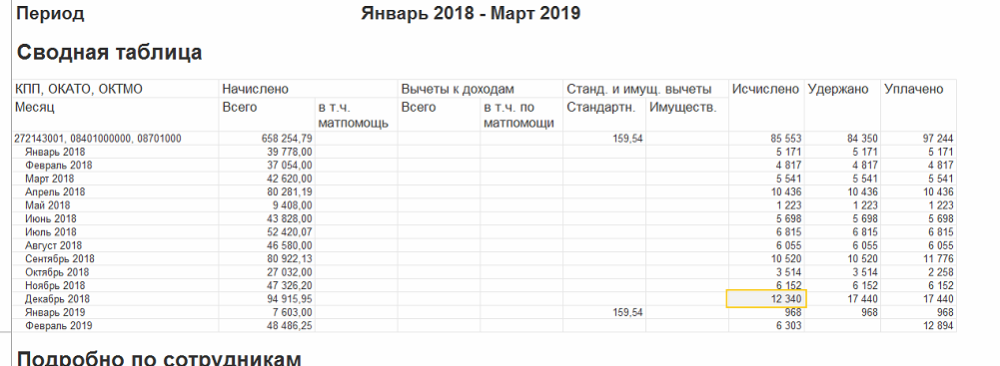 Период Январь 2018 - Март 2019
Сводная таблица
КПП, ОКАТО, ОКТМО Начислено Вычеты к доходам Станд. и имущ. вычеты Исчислено Удержано Уплачено
Месяц Всего в т.ч. матпомощь Всего в т.ч. по матпомощи Стандартн. Имуществ.
272143001, 08401000000, 08701000 658 254,79 159,54 85 553 84 350 97 244
Январь 2018 39 778,00 5 171 5 171 5 171
Февраль 2018 37 054,00 4 817 4 817 4 817
Март 2018 42 620,00 5 541 5 541 5 541
Апрель 2018 80 281,19 10 436 10 436 10 436
Май 2018 9 408,00 1 223 1 223 1 223
Июнь 2018 43 828,00 5 698 5 698 5 698
Июль 2018 52 420,07 6 815 6 815 6 815
Август 2018 46 580,00 6 055 6 055 6 055
Сентябрь 2018 80 922,13 10 520 10 520 11 776
Октябрь 2018 27 032,00 3 514 3 514 2 258
Ноябрь 2018 47 326,20 6 152 6 152 6 152
Декабрь 2018 94 915,95 12 340 17 440 17 440
Январь 2019 7 603,00 159,54 968 968 968
Февраль 2019 48 486,25 6 303 12 894
Подробно по сотрудникам